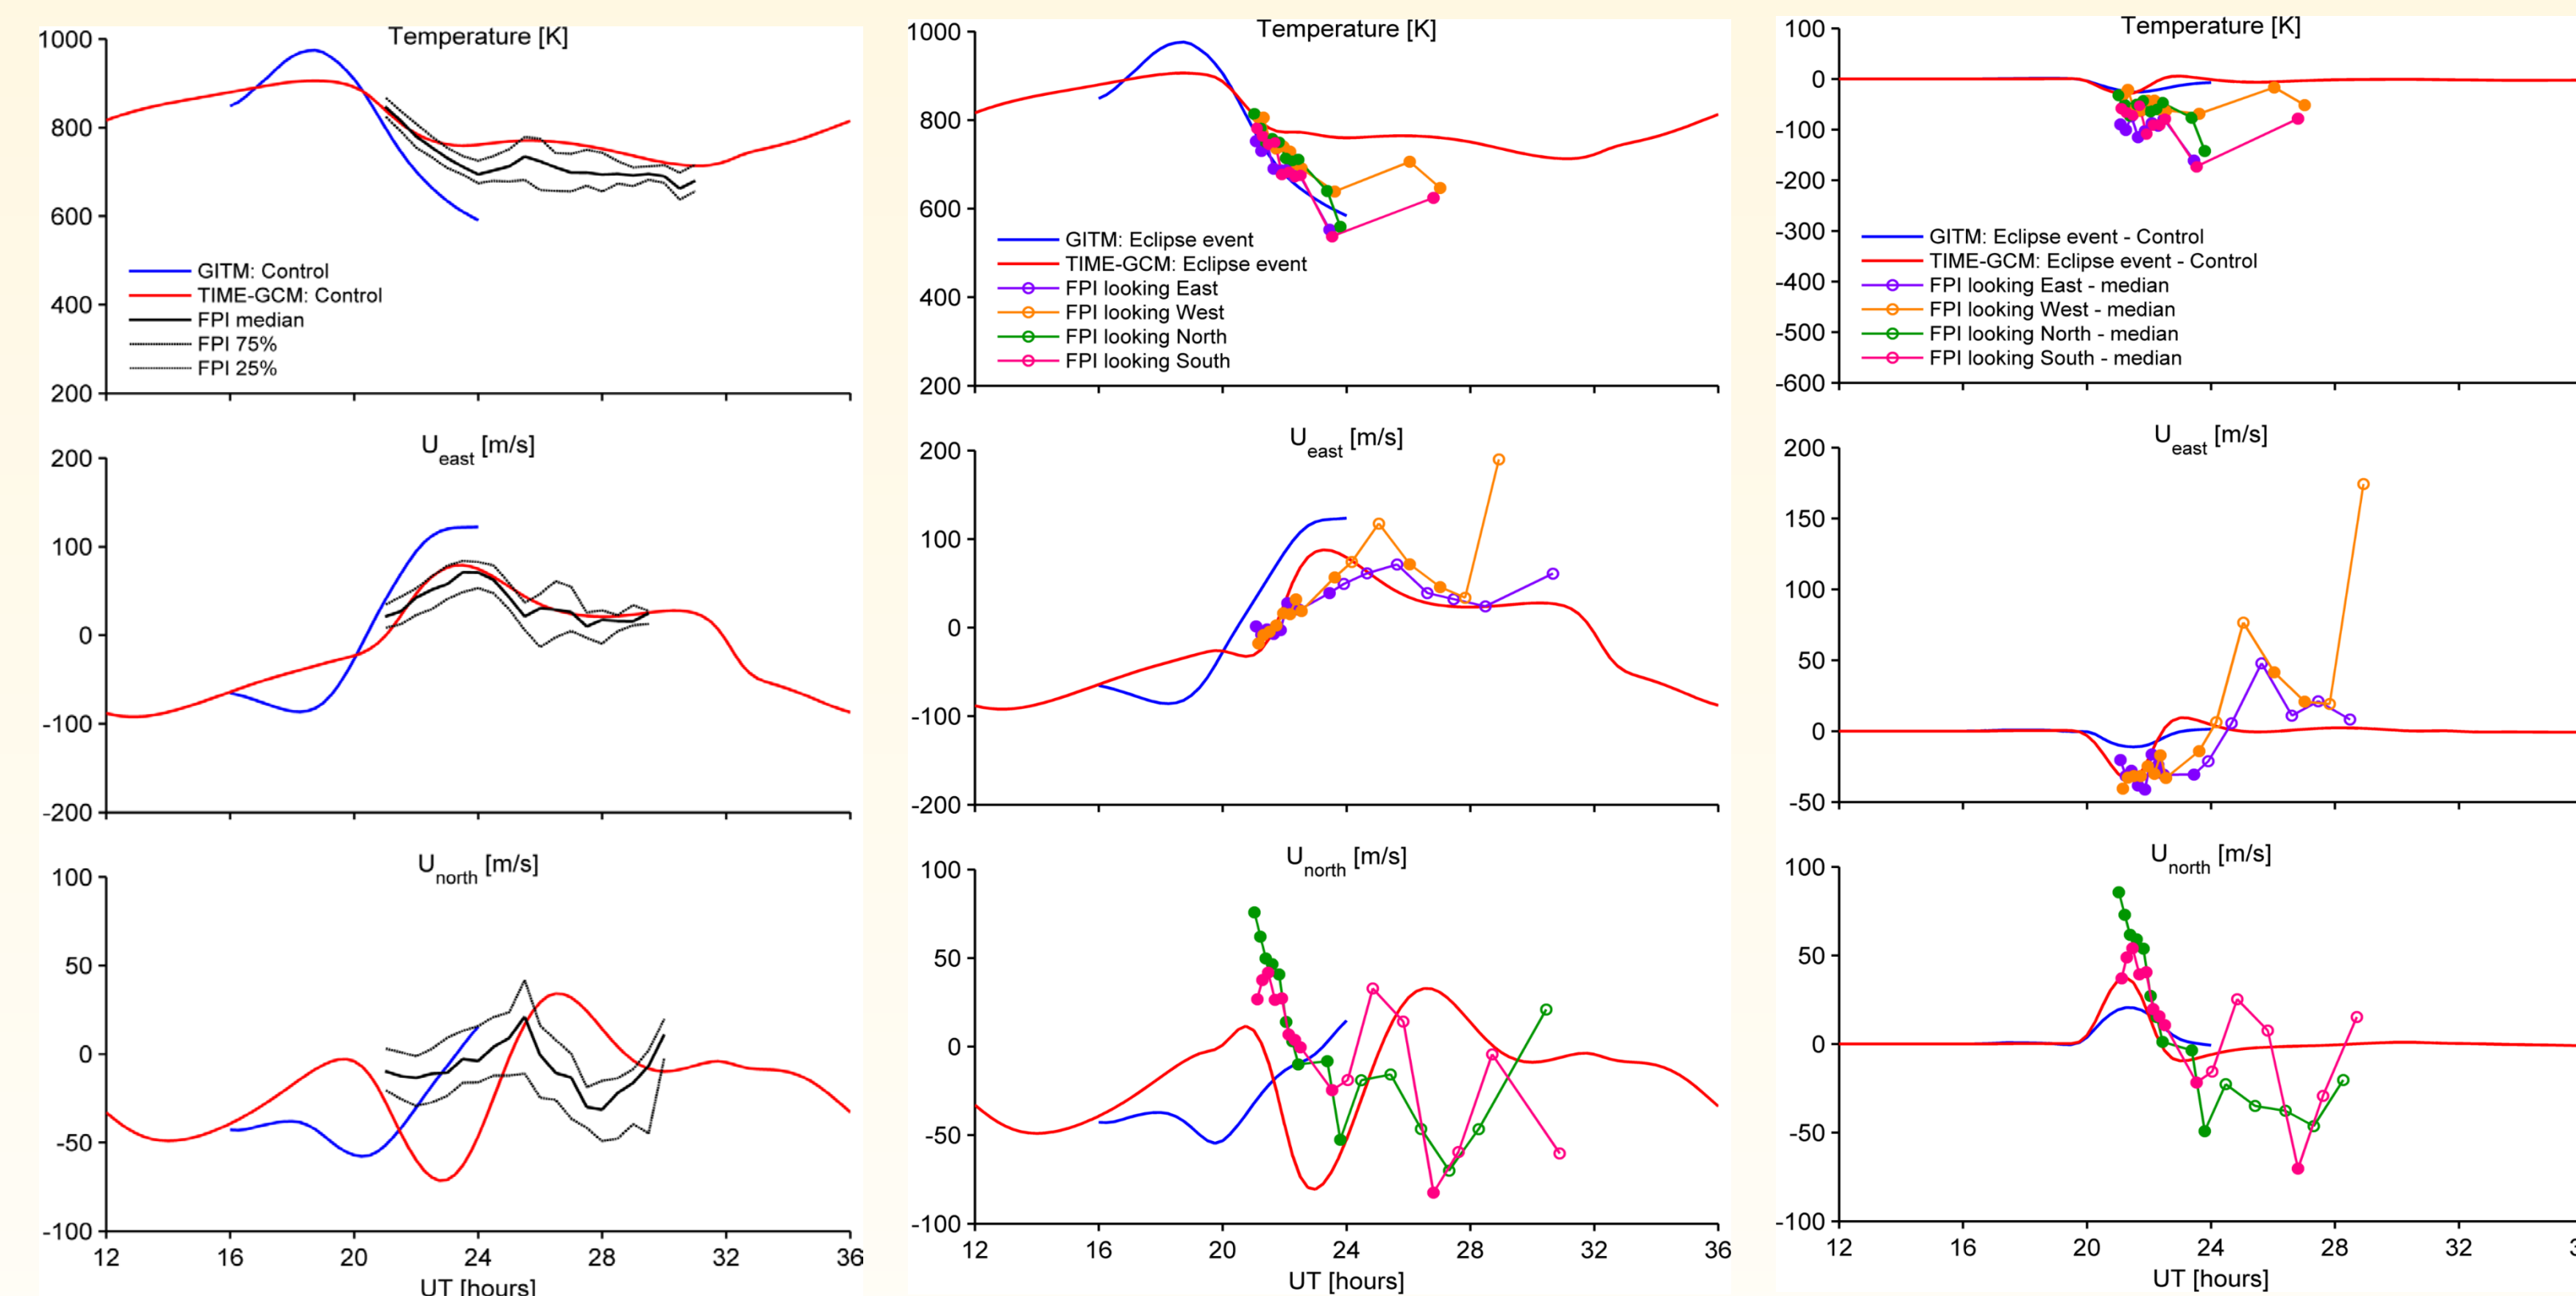 Temperature [K]
1000
800
600
400
200
GITM: Control
TIME-GCM: Control
FPI median
FPI 75%
FPI 25%
U east [m/s]
200
100
0
-100
-200
U north [m/s]
100
50
0
-50
-100
12 16 20 24 28 32 36
UT [hours]
Temperature [K]
1000
800
600
400
200
GITM: Eclipse event
TIME-GCM: Eclipse event
FPI looking East
FPI looking West
FPI looking North
FPI looking South
U east [m/s]
200
100
0
-100
-200
U north [m/s]
100
50
0
-50
-100
12 16 20 24 28 32 36
UT [hours]
Temperature [K]
100
0
-100
-200
-300
-400
-500
-600
GITM: Eclipse event - Control
TIME-GCM: Eclipse event - Control
FPI looking East - median
FPI looking West - median
FPI looking North - median
FPI looking South - median
U east [m/s]
200
150
100
50
0
-50
U north [m/s]
100
50
0
-50
-100
12 16 20 24 28 32
UT [hours]